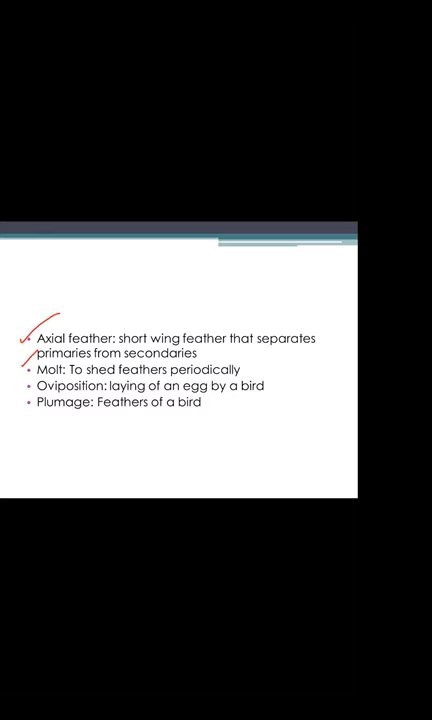 • Axial feather: short wing feather that separates
primaries from secondaries
• Molt: To shed feathers periodically
• Oviposition: laying of an egg by a bird
• Plumage: Feathers of a bird